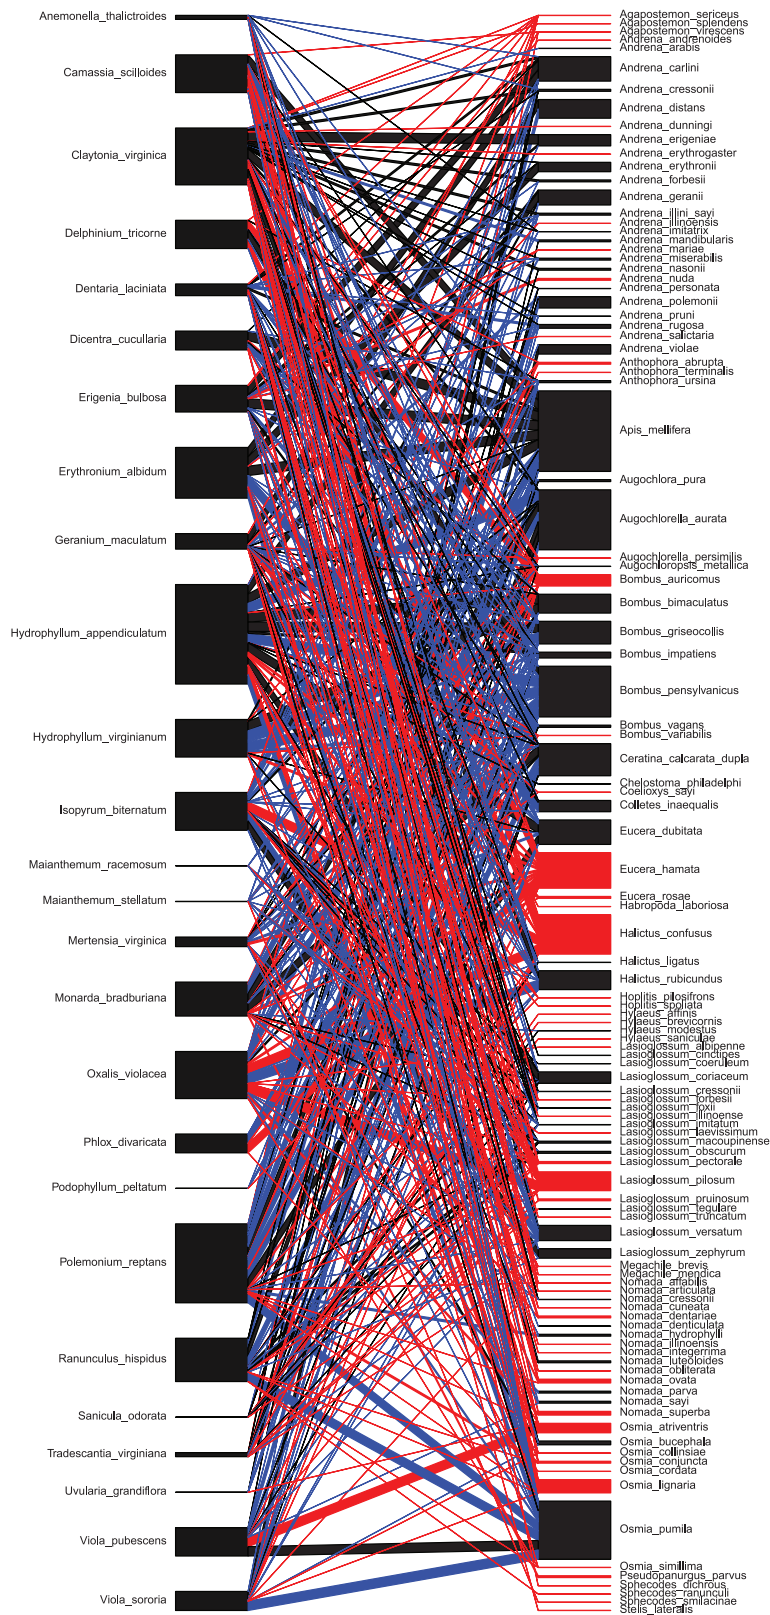 Anemonella_thalictroides
Camassia_scilloides
Claytonia_virginica
Delphinium_tricorne
Dentaria_laciniata
Dicentra_cucullaria
Erigenia_bulbosa
Erythronium_albidum
Geranium_maculatum
Hydrophyllum_appendiculatum
Hydrophyllum_virginianum
Isopyrum_biternatum
Maianthemum_racemosum
Maianthemum_stellatum
Mertensia_virginica
Monarda_bradburiana
Oxalis_violacea
Phlox_divaricata
Podophyllum_peltatum
Polemonium_reptans
Ranunculus_hispidus
Sanicula_odorata
Tradescantia_virginiana
Uvularia_grandiflora
Viola_pubescens
Viola_sororia
Agapostemon_sericeus
Agapostemon_splendens
Agapostemon_virescens
Andrena_andrenoides
Andrena_arabis
Andrena_carlini
Andrena_cressonii
Andrena_distans
Andrena_dunningi
Andrena_erigeniae
Andrena_erythrogaster
Andrena_erythronii
Andrena_forbesii
Andrena_geranii
Andrena_illini_sayi
Andrena_illinoensis
Andrena_imitatrix
Andrena_mandibularis
Andrena_mariae
Andrena_miserabilis
Andrena_nasonii
Andrena_nuda
Andrena_personata
Andrena_polemonii
Andrena_pruni
Andrena_rugosa
Andrena_salictaria
Andrena_violae
Anthophora_abrupta
Anthophora_terminalis
Anthophora_ursina
Apis_mellifera
Augochlora_pura
Augochlorella_aurata
Augochlorella_persimilis
Augochloropsis_metallica
Bombus_auricomus
Bombus_bimaculatus
Bombus_griseocollis
Bombus_impatiens
Bombus_pensylvanicus
Bombus_vagans
Bombus_variabilis
Ceratina_calcarata_dupla
Chelostoma_philadelphi
Coelioxys_sayi
Colletes_inaequalis
Eucera_dubitata
Eucera_hamata
Eucera_rosae
Habropoda_laboriosa
Halictus_confusus
Halictus_ligatus
Halictus_rubicundus
Hoplitis_pilosifrons
Hoplitis_spoliata
Hylaeus_affinis
Hylaeus_brevicornis
Hylaeus_modestus
Hylaeus_saniculae
Lasioglossum_albipenne
Lasioglossum_cinctipes
Lasioglossum_coeruleum
Lasioglossum_coriaceum
Lasioglossum_cressonii
Lasioglossum_forbesii
Lasioglossum_foxii
Lasioglossum_illinoense
Lasioglossum_imitatum
Lasioglossum_laevissimum
Lasioglossum_macoupinense
Lasioglossum_obscurum
Lasioglossum_pectorale
Lasioglossum_pilosum
Lasioglossum_pruinosum
Lasioglossum_tegulare
Lasioglossum_truncatum
Lasioglossum_versatum
Lasioglossum_zephyrum
Megachile_brevis
Megachile_mendica
Nomada_affabilis
Nomada_articulata
Nomada_cressonii
Nomada_cuneata
Nomada_dentariae
Nomada_denticulata
Nomada_hydrophylli
Nomada_illinoensis
Nomada_integerrima
Nomada_luteoloides
Nomada_obliterata
Nomada_ovata
Nomada_parva
Nomada_sayi
Nomada_superba
Osmia_atriventris
Osmia_bucephala
Osmia_collinsiae
Osmia_conjuncta
Osmia_cordata
Osmia_lignaria
Osmia_pumila
Osmia_simillima
Pseudopanurgus_parvus
Sphecodes_dichrous
Sphecodes_ranunculi
Sphecodes_smilacinae
Stelis_lateralis